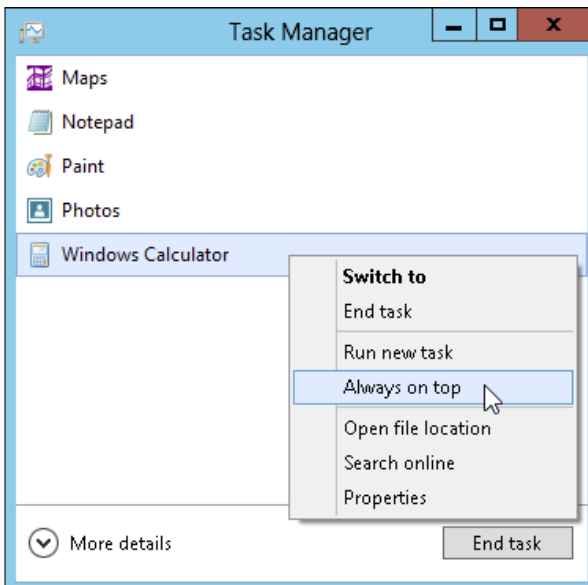 Task Manager
Maps
Notepad
Paint
Photos
Windows Calculator
Switch to
End task
Run new task
Always on top
Open file location
Search online
Properties
More details
End task